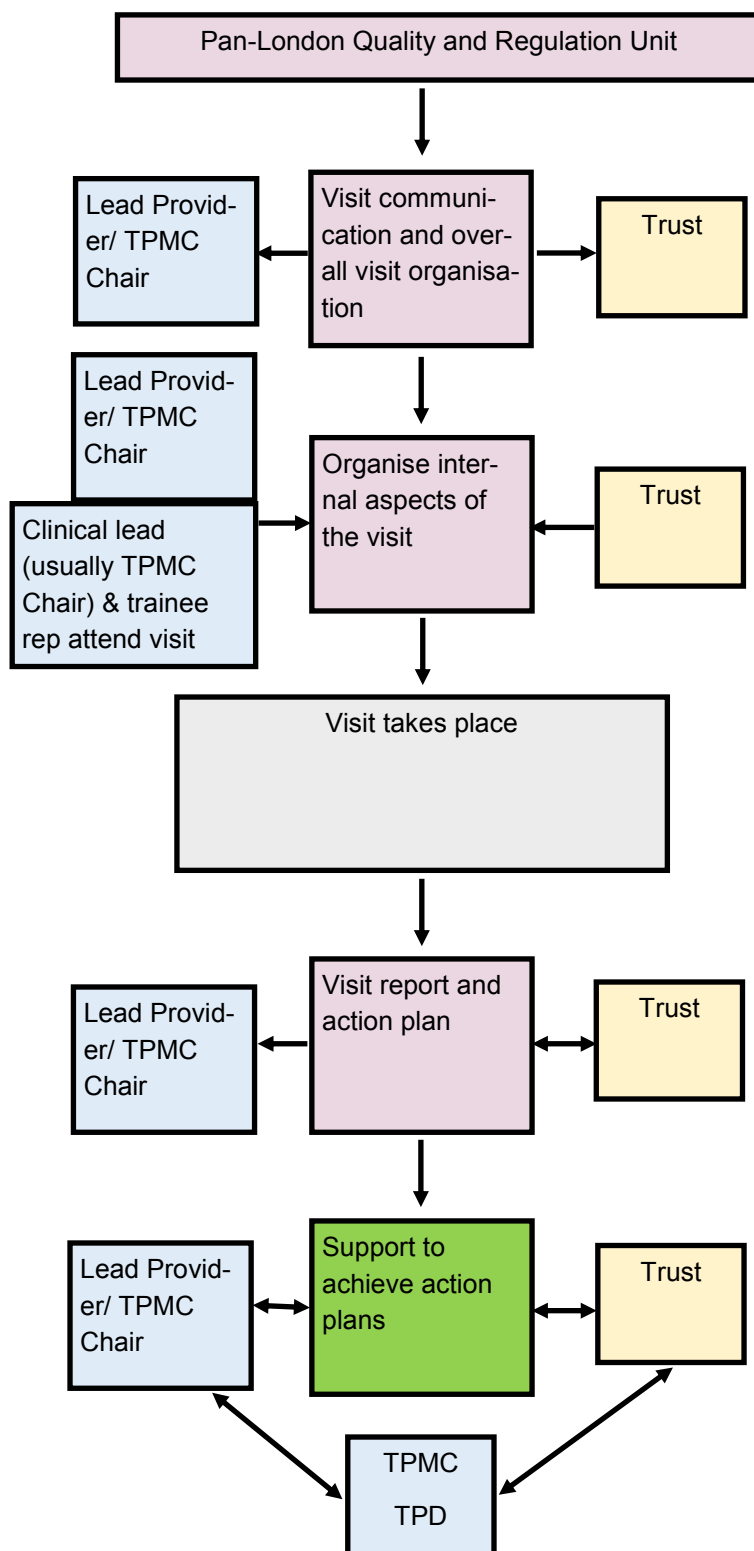 Pan-London Quality and Regulation Unit
Lead Provid-
er/ TPMC
Chair
Visit communi-
cation and over-
all visit organisa-
tion
Trust
Lead Provid-
er/ TPMC
Chair
Clinical lead
(usually TPMC
Chair) & trainee
rep attend visit
Organise inter-
nal aspects of
the visit
Trust
Visit takes place
Lead Provid-
er/ TPMC
Chair
Visit report and
action plan
Trust
Lead Provid-
er/ TPMC
Chair
Support to
achieve action
plans
Trust
TPMC
TPD